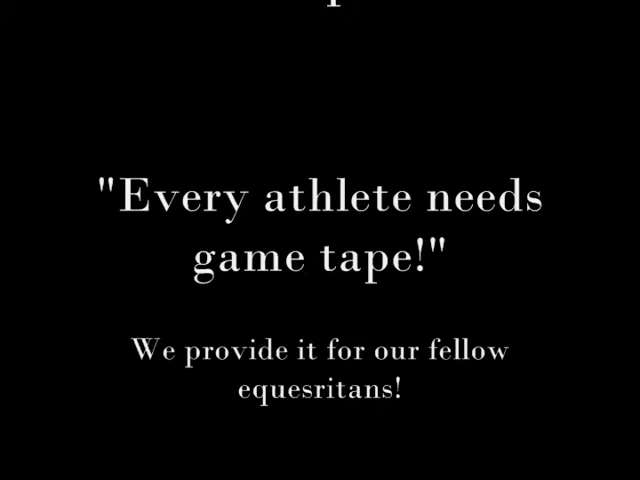 "Every athlete needs
game tape!"
We provide it for our fellow
equesritans!